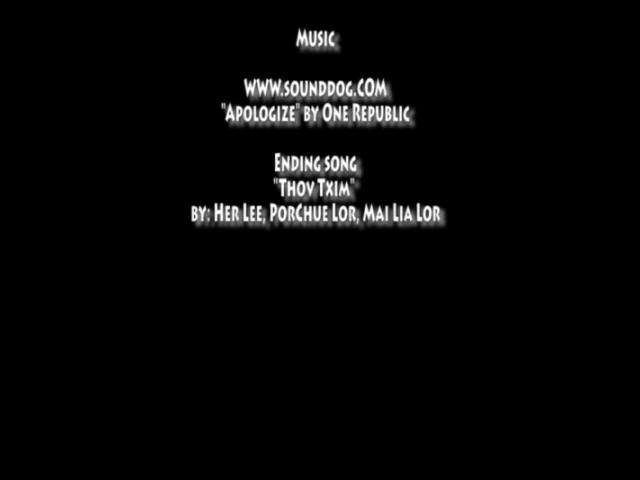 Music
www.sounddog.com
"Apologize" by One Republic
Ending song
"Thov Txim"
by: Her Lee, PorChue Lor, Mai Lia Lor